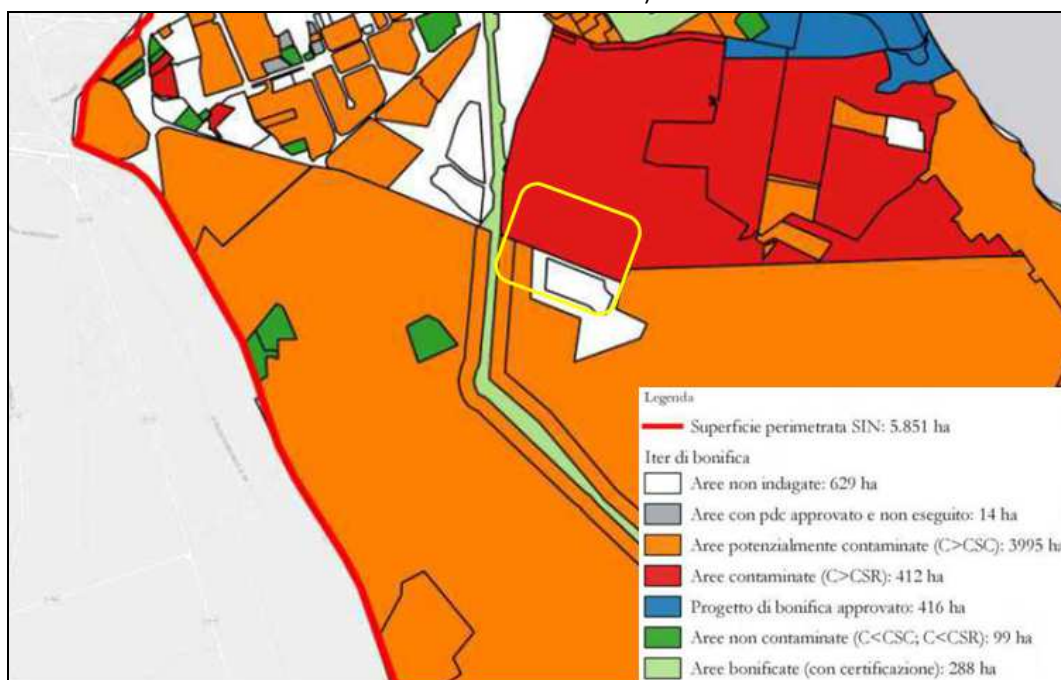 Legenda
Superficie perimetrata SIN: 5.851 ha
Iter di bonifica
Aree non indagate: 629 ha
Aree con pdc approvato e non eseguito: 14 ha
Aree potenzialmente contaminate (C>CSC): 3995 ha
Aree contaminate (C>CSR): 412 ha
Progetto di bonifica approvato: 416 ha
Aree non contaminate (C<CSC; C<CSR): 99 ha
Aree bonificate (con certificazione): 288 ha